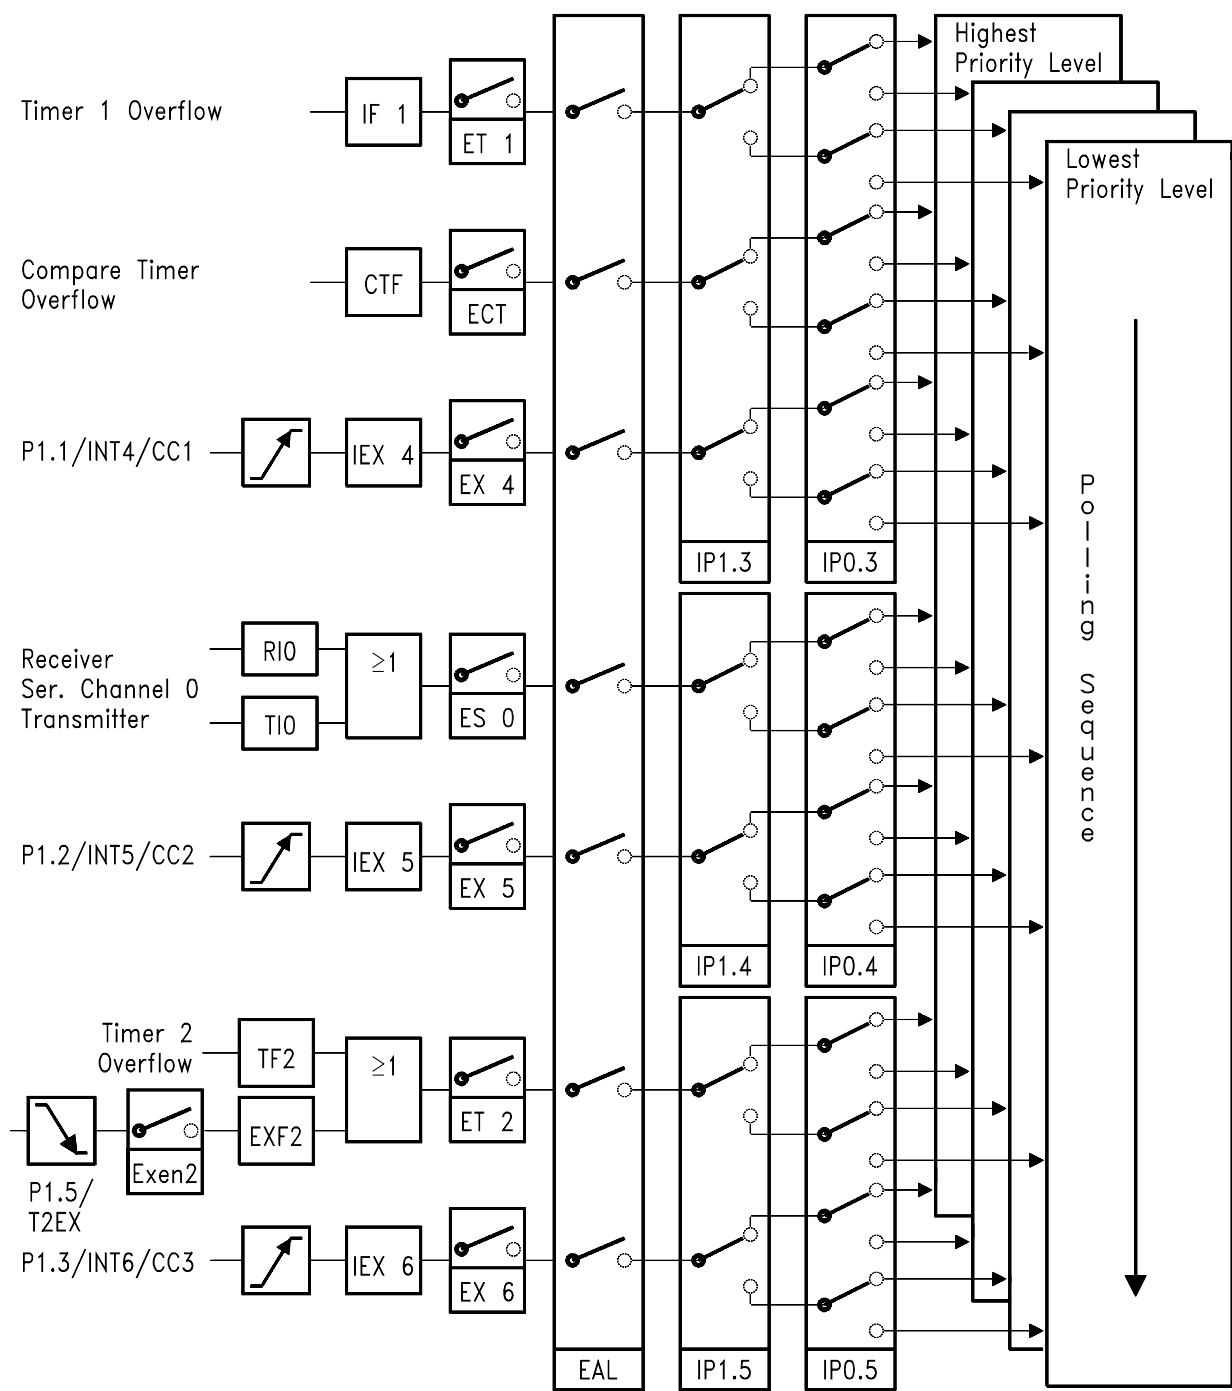 Highest
Priority Level
Lowest
Priority Level
Timer 1 Overflow
IF 1
ET 1
Compare Timer
Overflow
CTF
ECT
P1.1/INT4/CC1
IEX 4
EX 4
IP1.3
IP0.3
Polling Sequence
Receiver
Ser. Channel 0
Transmitter
RI0
TI0
≥1
ES 0
P1.2/INT5/CC2
IEX 5
EX 5
IP1.4
IP0.4
Timer 2
Overflow
TF2
≥1
ET 2
EXF2
Exen2
P1.5/
T2EX
P1.3/INT6/CC3
IEX 6
EX 6
EAL
IP1.5
IP0.5